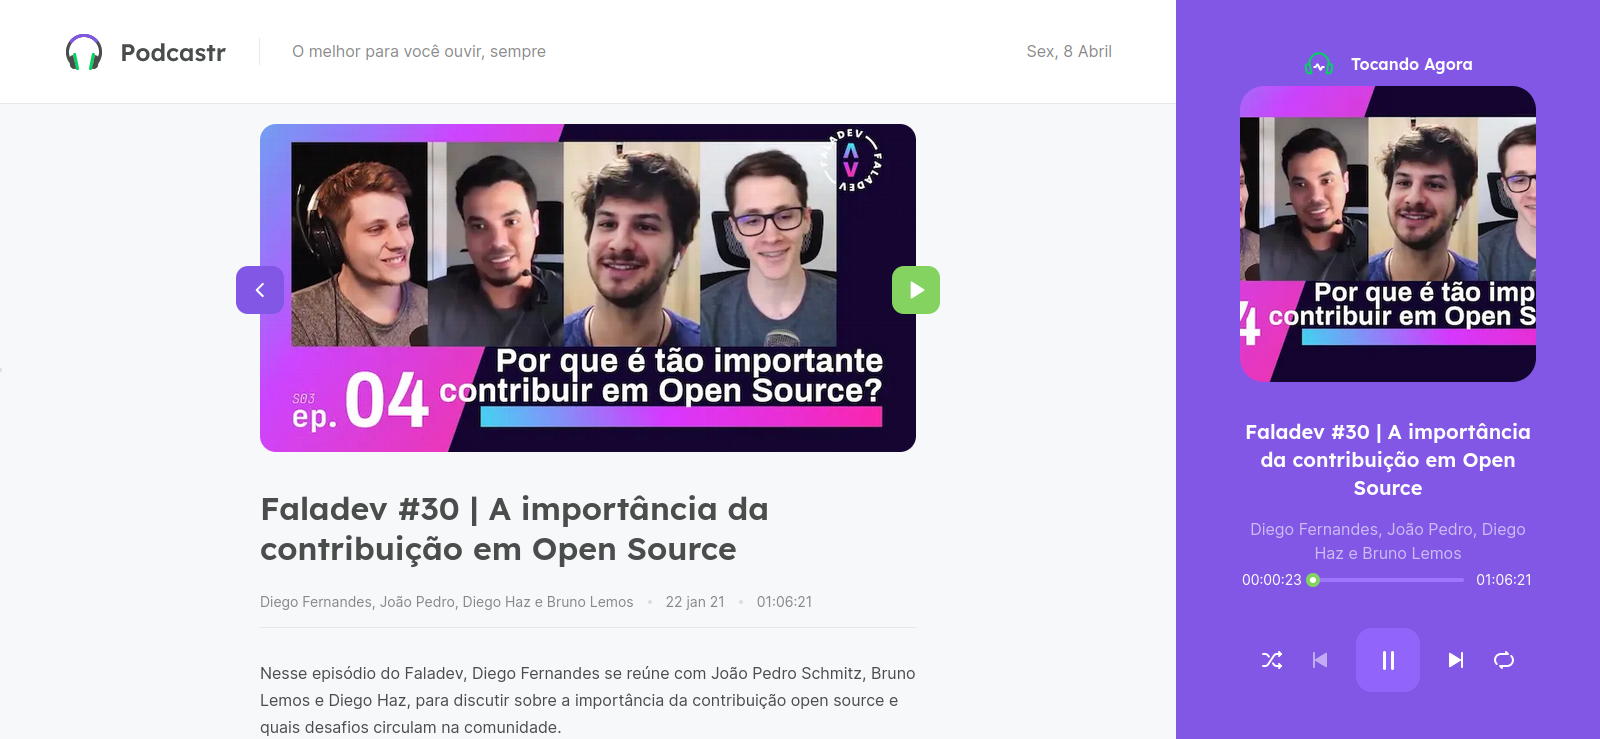 Podcastr
O melhor para você ouvir, sempre
Sex, 8 Abril
FALADEV
FALADEV
Por que é tão importante
contribuir em Open Source?
S03
ep. 04
Faladev #30 | A importância da
contribuição em Open Source
Diego Fernandes, João Pedro, Diego Haz e Bruno Lemos • 22 jan 21 • 01:06:21
Nesse episódio do Faladev, Diego Fernandes se reúne com João Pedro Schmitz, Bruno
Lemos e Diego Haz, para discutir sobre a importância da contribuição open source e
quais desafios circulam na comunidade.
Tocando Agora
Por que é tão imp
4 contribuir em Open S
Faladev #30 | A importância
da contribuição em Open
Source
Diego Fernandes, João Pedro, Diego
Haz e Bruno Lemos
00:00:23 01:06:21